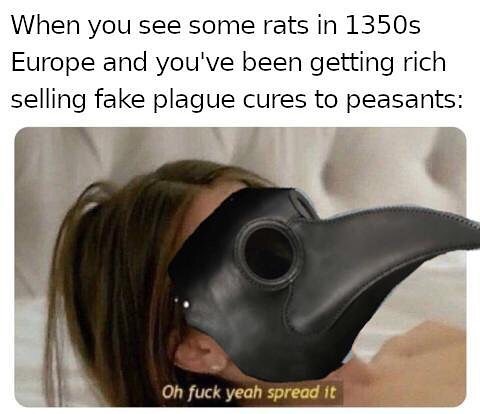 When you see some rats in 1350s
Europe and you've been getting rich
selling fake plague cures to peasants:
Oh fuck yeah spread it